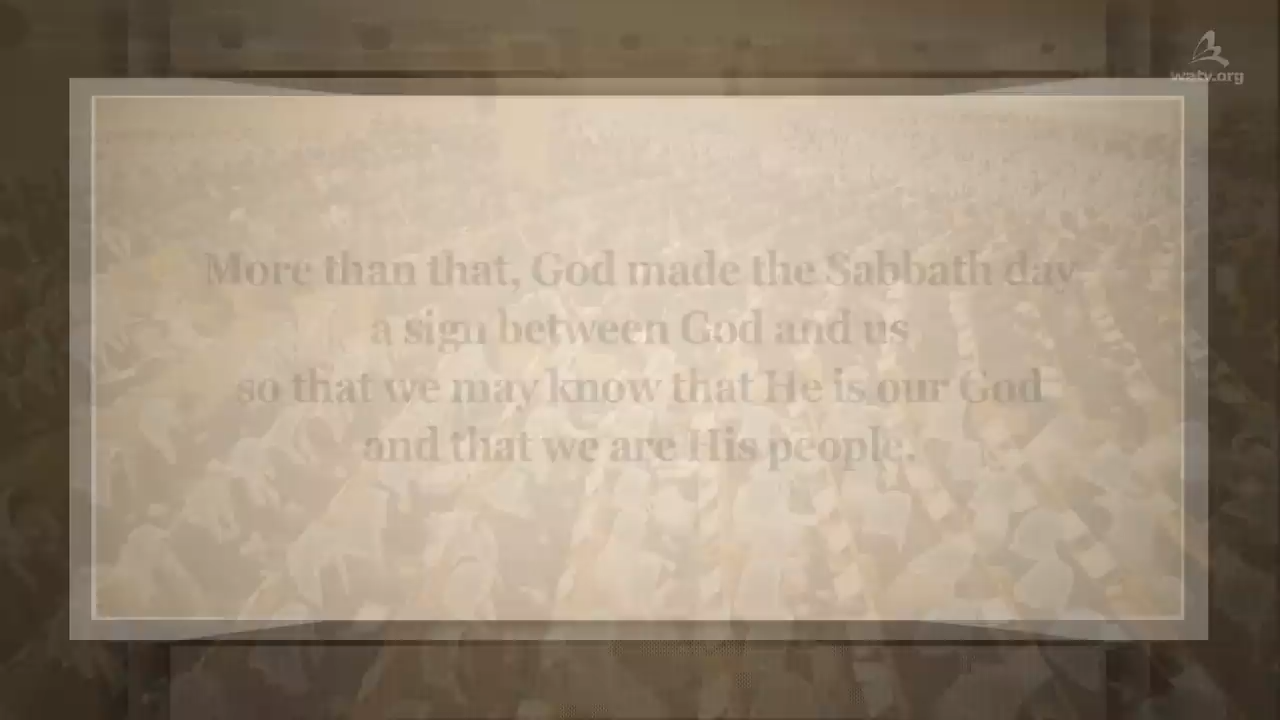 watv.org
More than that, God made the Sabbath day
a sign between God and us
so that we may know that He is our God
and that we are His people.